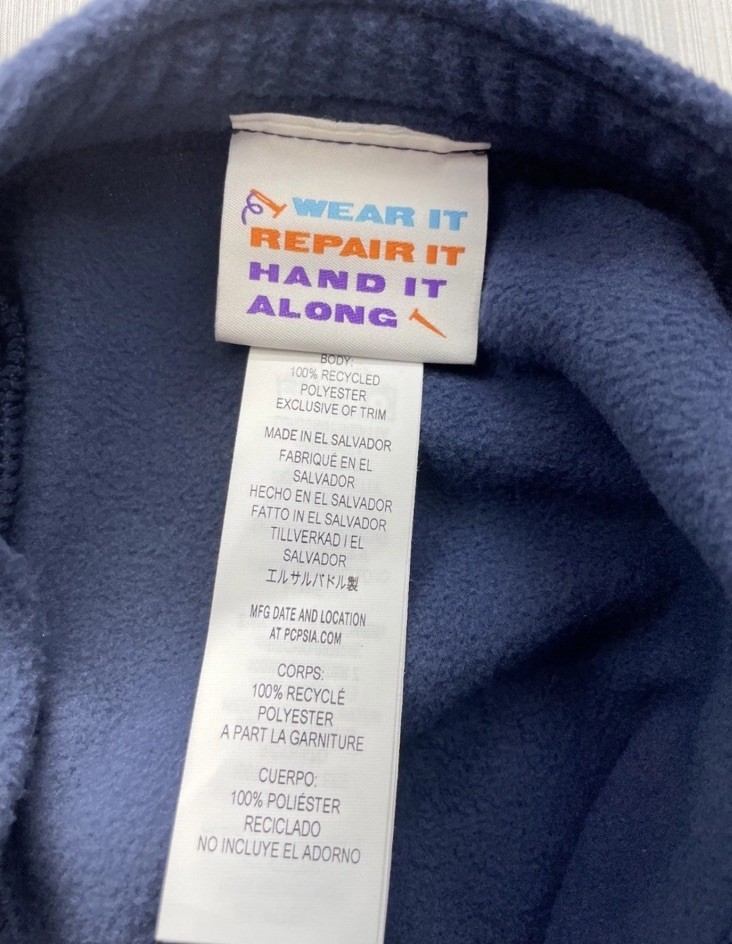 WEAR IT
REPAIR IT
HAND IT
ALONG
BODY:
100% RECYCLED
POLYESTER
EXCLUSIVE OF TRIM
MADE IN EL SALVADOR
FABRIQUÉ EN EL
SALVADOR
HECHO EN EL SALVADOR
FATTO IN EL SALVADOR
TILLVERKAD I EL
SALVADOR
エルサルバドル製
MFG DATE AND LOCATION
AT PCPSIA.COM
CORPS:
100% RECYCLÉ
POLYESTER
A PART LA GARNITURE
CUERPO:
100% POLIÉSTER
RECICLADO
NO INCLUYE EL ADORNO